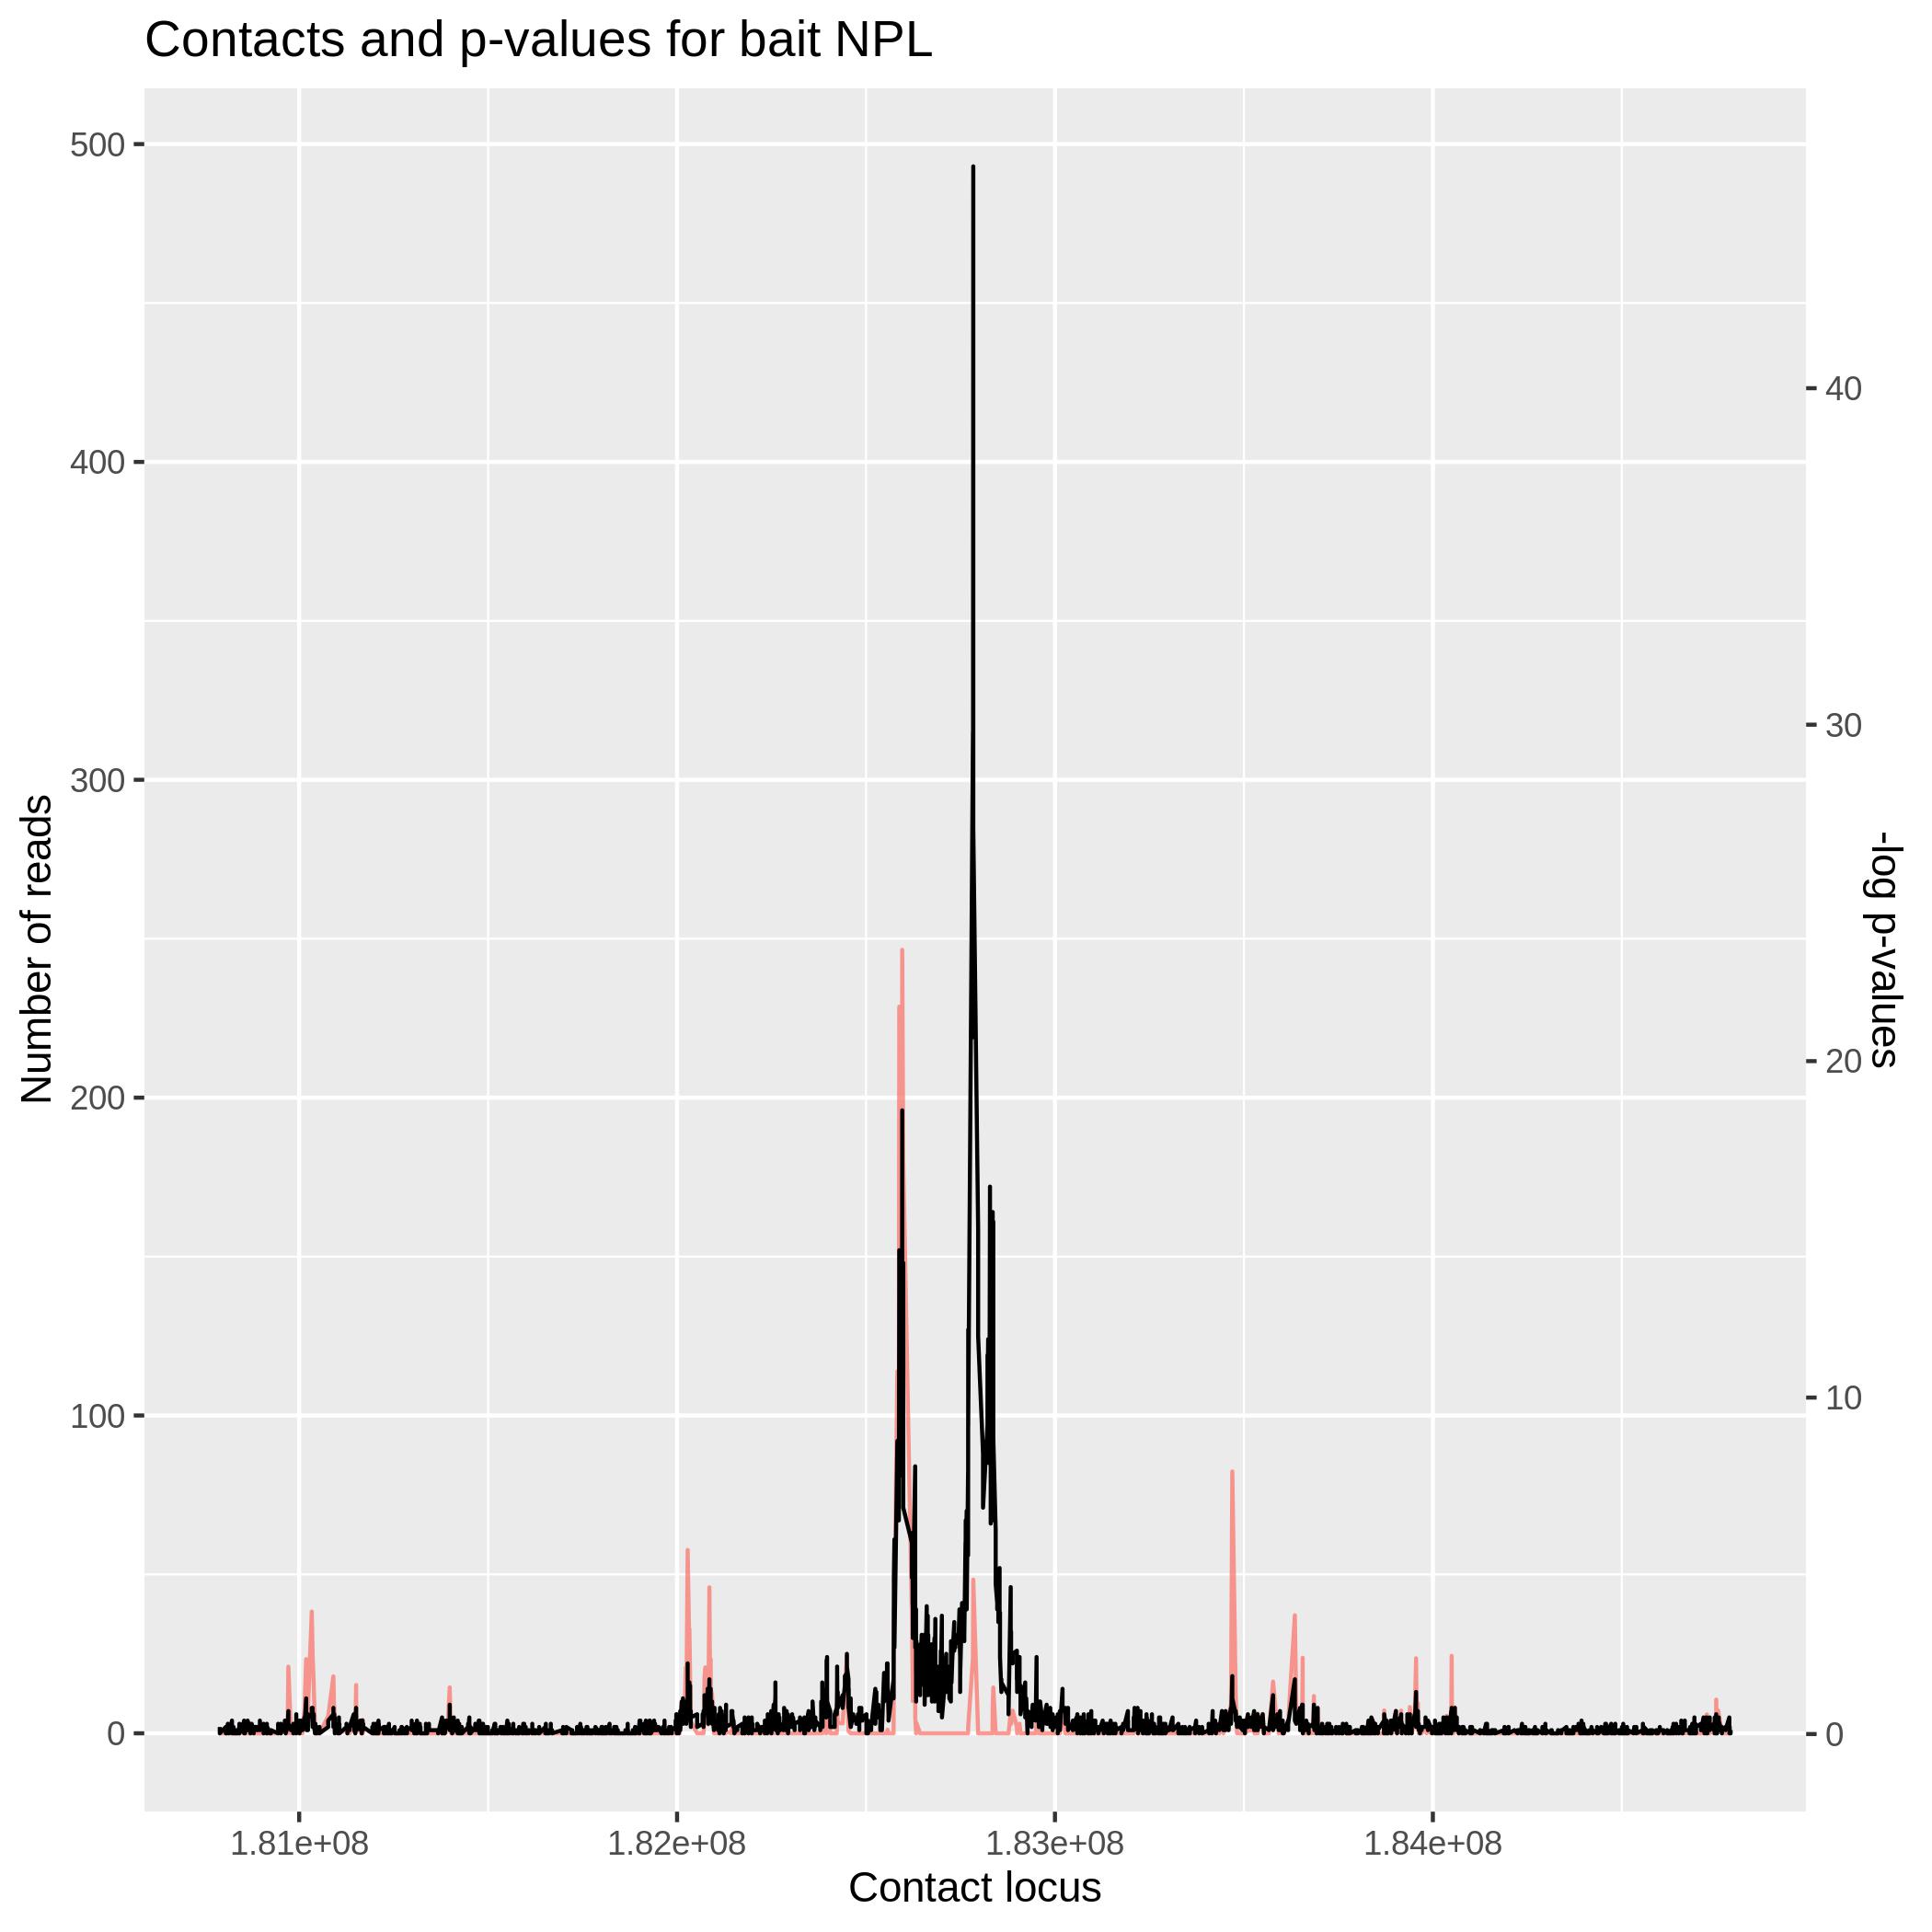 Contacts and p-values for bait NPL
500
400
300
200
100
0
Number of reads
40
30
20
10
0
-log p-values
1.81e+08
1.82e+08
1.83e+08
1.84e+08
Contact locus